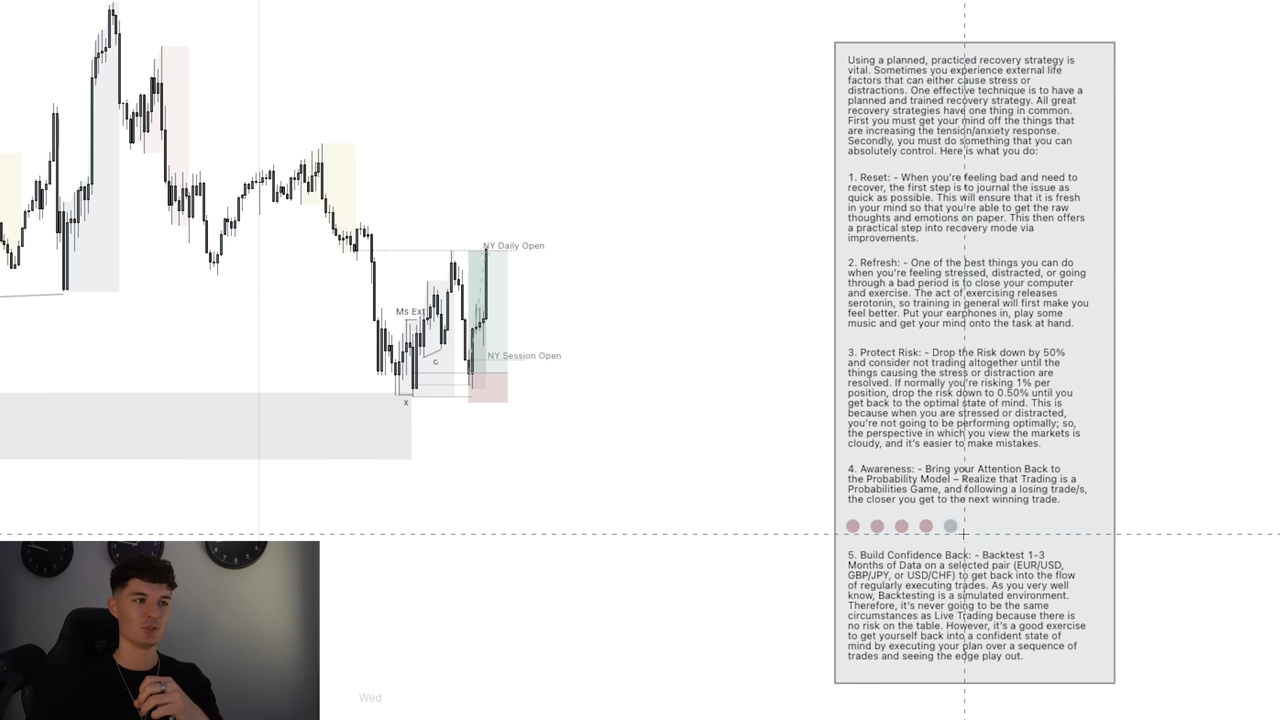 NY Daily Open
Ms Ext
c
NY Session Open
x
Wed
Using a planned, practiced recovery strategy is
vital. Sometimes you experience external life
factors that can either cause stress or
distractions. One effective technique is to have a
planned and trained recovery strategy. All great
recovery strategies have one thing in common.
First you must get your mind off the things that
are increasing the tension/anxiety response.
Secondly, you must do something that you can
absolutely control. Here is what you do:
1. Reset: - When you're feeling bad and need to
recover, the first step is to journal the issue as
quick as possible. This will ensure that it is fresh
in your mind so that you're able to get the raw
thoughts and emotions on paper. This then offers
a practical step into recovery mode via
improvements.
2. Refresh: - One of the best things you can do
when you're feeling stressed, distracted, or going
through a bad period is to close your computer
and exercise. The act of exercising releases
serotonin, so training in general will first make you
feel better. Put your earphones in, play some
music and get your mind onto the task at hand.
3. Protect Risk: - Drop the Risk down by 50%
and consider not trading altogether until the
things causing the stress or distraction are
resolved. If normally you're risking 1% per
position, drop the risk down to 0.50% until you
get back to the optimal state of mind. This is
because when you are stressed or distracted,
you're not going to be performing optimally; so,
the perspective in which you view the markets is
cloudy, and it's easier to make mistakes.
4. Awareness: - Bring your Attention Back to
the Probability Model – Realize that Trading is a
Probabilities Game, and following a losing trade/s,
the closer you get to the next winning trade.
5. Build Confidence Back: - Backtest 1-3
Months of Data on a selected pair (EUR/USD,
GBP/JPY, or USD/CHF) to get back into the flow
of regularly executing trades. As you very well
know, Backtesting is a simulated environment.
Therefore, it's never going to be the same
circumstances as Live Trading because there is
no risk on the table. However, it's a good exercise
to get yourself back into a confident state of
mind by executing your plan over a sequence of
trades and seeing the edge play out.